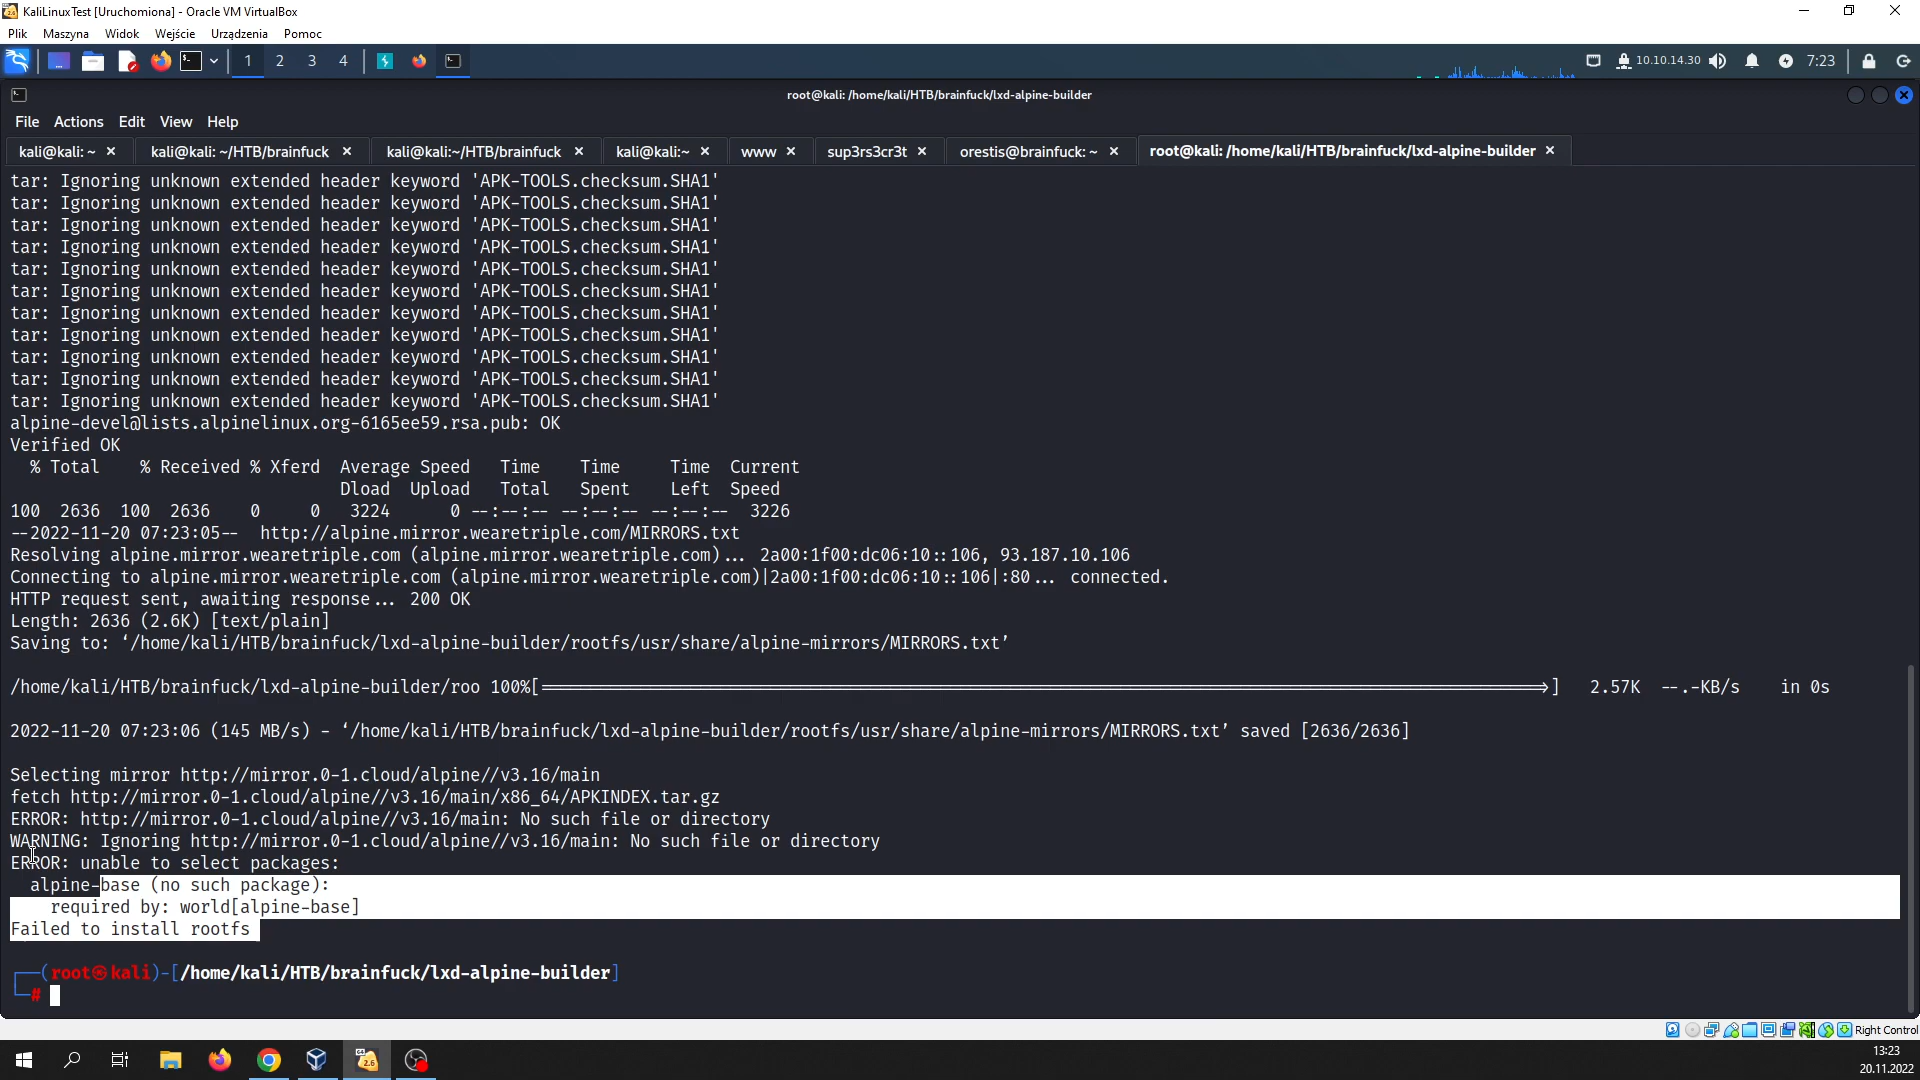 KaliLinuxTest [Uruchomiona] - Oracle VM VirtualBox
Plik Maszyna Widok Wejście Urządzenia Pomoc
1 2 3 4 10.10.14.30 7:23
root@kali: /home/kali/HTB/brainfuck/lxd-alpine-builder
File Actions Edit View Help
kali@kali: ~ × kali@kali: ~/HTB/brainfuck × kali@kali:~/HTB/brainfuck × kali@kali:~ × www × sup3rs3cr3t × orestis@brainfuck: ~ × root@kali: /home/kali/HTB/brainfuck/lxd-alpine-builder ×
tar: Ignoring unknown extended header keyword 'APK-TOOLS.checksum.SHA1'
tar: Ignoring unknown extended header keyword 'APK-TOOLS.checksum.SHA1'
tar: Ignoring unknown extended header keyword 'APK-TOOLS.checksum.SHA1'
tar: Ignoring unknown extended header keyword 'APK-TOOLS.checksum.SHA1'
tar: Ignoring unknown extended header keyword 'APK-TOOLS.checksum.SHA1'
tar: Ignoring unknown extended header keyword 'APK-TOOLS.checksum.SHA1'
tar: Ignoring unknown extended header keyword 'APK-TOOLS.checksum.SHA1'
tar: Ignoring unknown extended header keyword 'APK-TOOLS.checksum.SHA1'
tar: Ignoring unknown extended header keyword 'APK-TOOLS.checksum.SHA1'
tar: Ignoring unknown extended header keyword 'APK-TOOLS.checksum.SHA1'
tar: Ignoring unknown extended header keyword 'APK-TOOLS.checksum.SHA1'
alpine-devel@lists.alpinelinux.org-6165ee59.rsa.pub: OK
Verified OK
% Total % Received % Xferd Average Speed Time Time Time Current
Dload Upload Total Spent Left Speed
100 2636 100 2636 0 0 3224 0 --:--:-- --:--:-- --:--:-- 3226
--2022-11-20 07:23:05-- http://alpine.mirror.wearetriple.com/MIRRORS.txt
Resolving alpine.mirror.wearetriple.com (alpine.mirror.wearetriple.com)... 2a00:1f00:dc06:10::106, 93.187.10.106
Connecting to alpine.mirror.wearetriple.com (alpine.mirror.wearetriple.com)|2a00:1f00:dc06:10::106|:80... connected.
HTTP request sent, awaiting response... 200 OK
Length: 2636 (2.6K) [text/plain]
Saving to: ‘/home/kali/HTB/brainfuck/lxd-alpine-builder/rootfs/usr/share/alpine-mirrors/MIRRORS.txt’
/home/kali/HTB/brainfuck/lxd-alpine-builder/roo 100%[==================================================>] 2.57K --.-KB/s in 0s
2022-11-20 07:23:06 (145 MB/s) - ‘/home/kali/HTB/brainfuck/lxd-alpine-builder/rootfs/usr/share/alpine-mirrors/MIRRORS.txt’ saved [2636/2636]
Selecting mirror http://mirror.0-1.cloud/alpine//v3.16/main
fetch http://mirror.0-1.cloud/alpine//v3.16/main/x86_64/APKINDEX.tar.gz
ERROR: http://mirror.0-1.cloud/alpine//v3.16/main: No such file or directory
WARNING: Ignoring http://mirror.0-1.cloud/alpine//v3.16/main: No such file or directory
ERROR: unable to select packages:
alpine-base (no such package):
required by: world[alpine-base]
Failed to install rootfs
┌──(root㉿kali)-[/home/kali/HTB/brainfuck/lxd-alpine-builder]
└─#
Right Control
13:23
20.11.2022